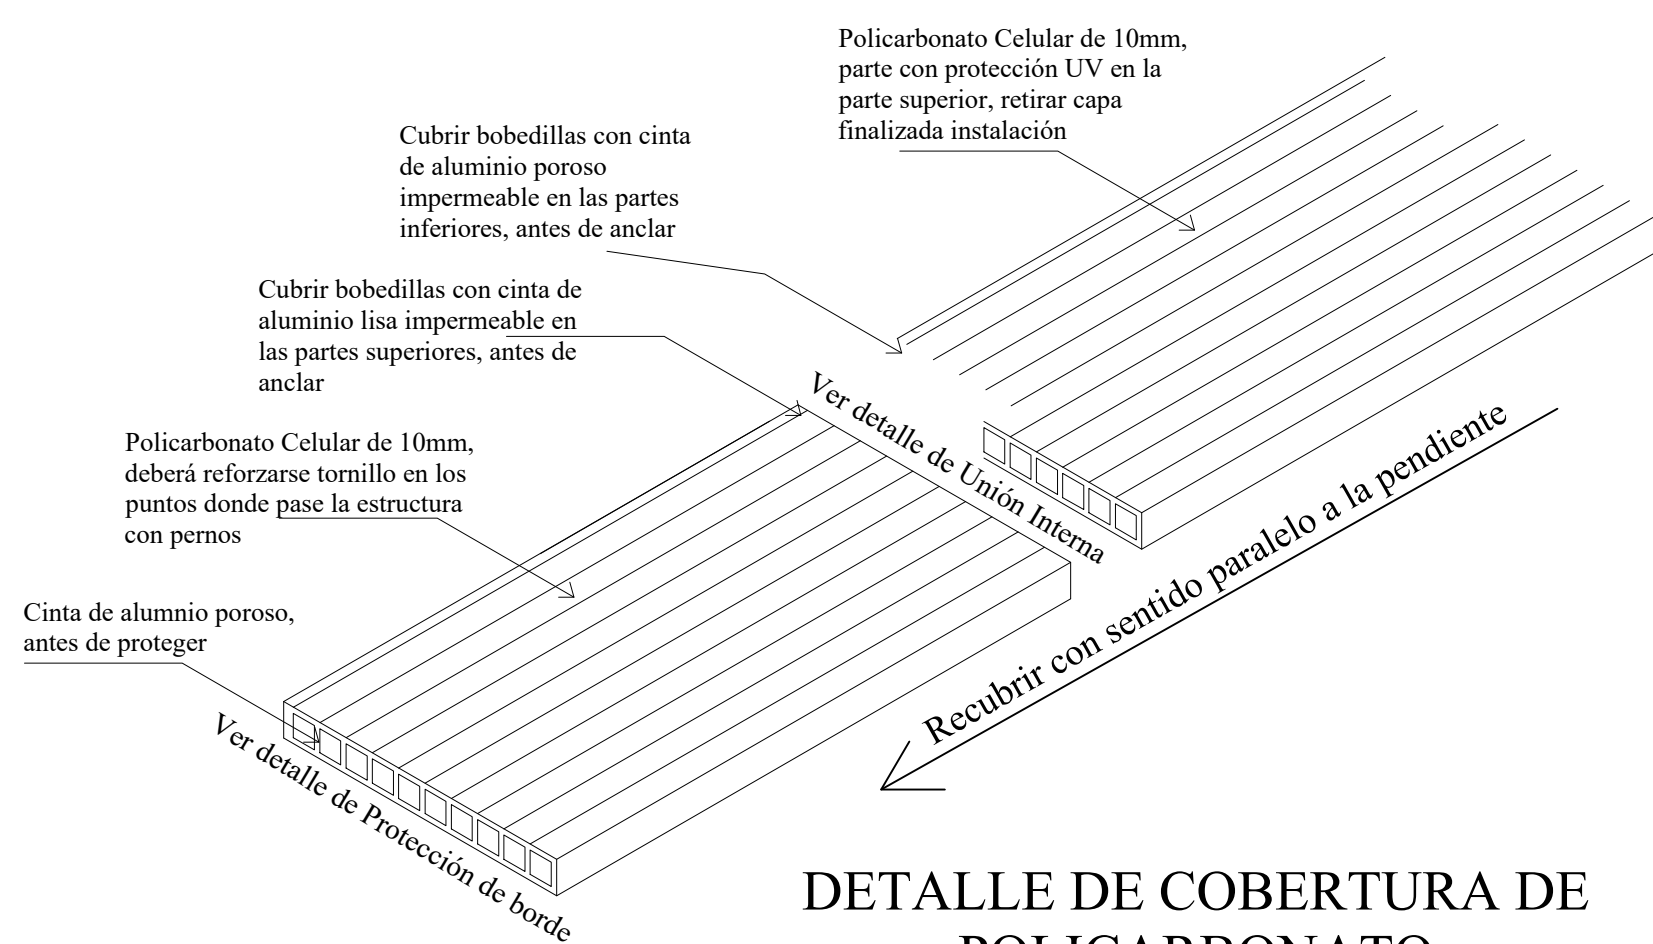 Policarbonato Celular de 10mm,
parte con protección UV en la
parte superior, retirar capa
finalizada instalación
Cubrir bobedillas con cinta
de aluminio poroso
impermeable en las partes
inferiores, antes de anclar
Cubrir bobedillas con cinta de
aluminio lisa impermeable en
las partes superiores, antes de
anclar
Policarbonato Celular de 10mm,
deberá reforzarse tornillo en los
puntos donde pase la estructura
con pernos
Cinta de alumnio poroso,
antes de proteger
Ver detalle de Unión Interna
Recubrir con sentido paralelo a la pendiente
Ver detalle de Protección de borde
DETALLE DE COBERTURA DE
POLICARBONATO